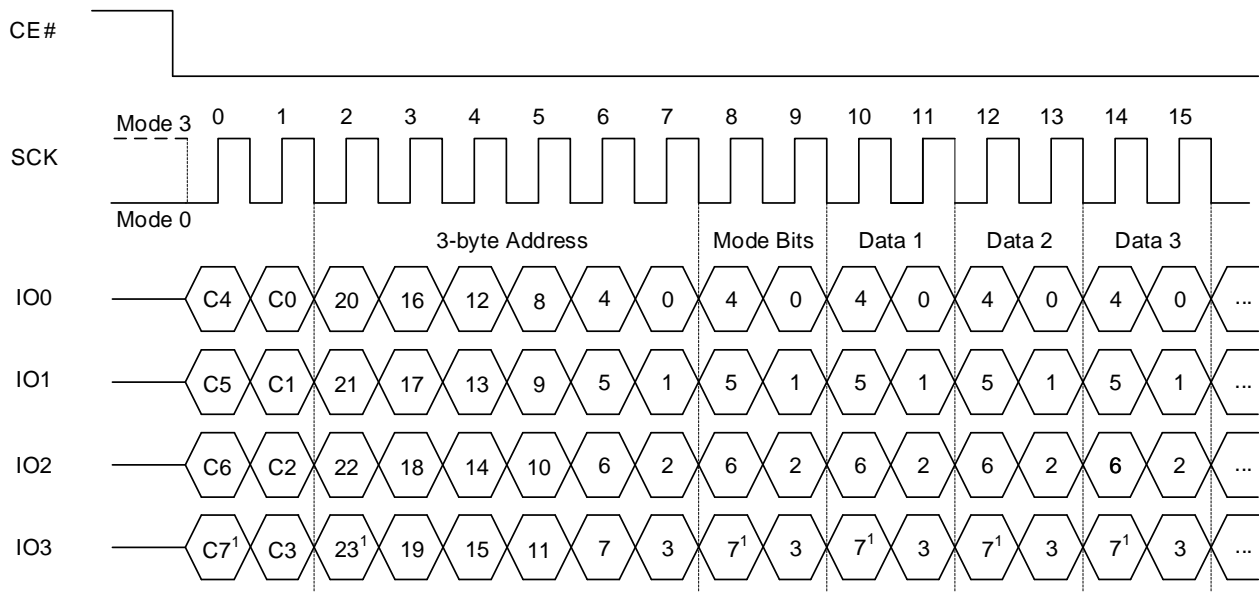 CE#
Mode 3 0 1 2 3 4 5 6 7 8 9 10 11 12 13 14 15
SCK
Mode 0
3-byte Address Mode Bits Data 1 Data 2 Data 3
IO0 C4 C0 20 16 12 8 4 0 4 0 4 0 4 0 4 0 ...
IO1 C5 C1 21 17 13 9 5 1 5 1 5 1 5 1 5 1 ...
IO2 C6 C2 22 18 14 10 6 2 6 2 6 2 6 2 6 2 ...
IO3 C7¹ C3 23¹ 19 15 11 7 3 7¹ 3 7¹ 3 7¹ 3 7¹ 3 ...